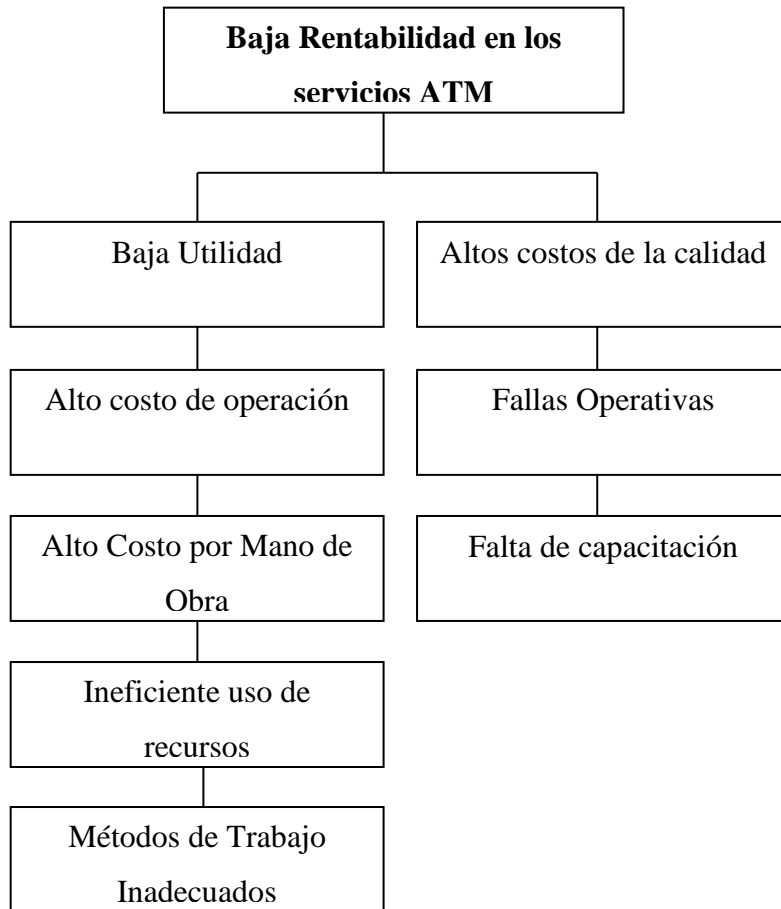 Baja Rentabilidad en los
servicios ATM
Baja Utilidad
Altos costos de la calidad
Alto costo de operación
Fallas Operativas
Alto Costo por Mano de
Obra
Falta de capacitación
Ineficiente uso de
recursos
Métodos de Trabajo
Inadecuados